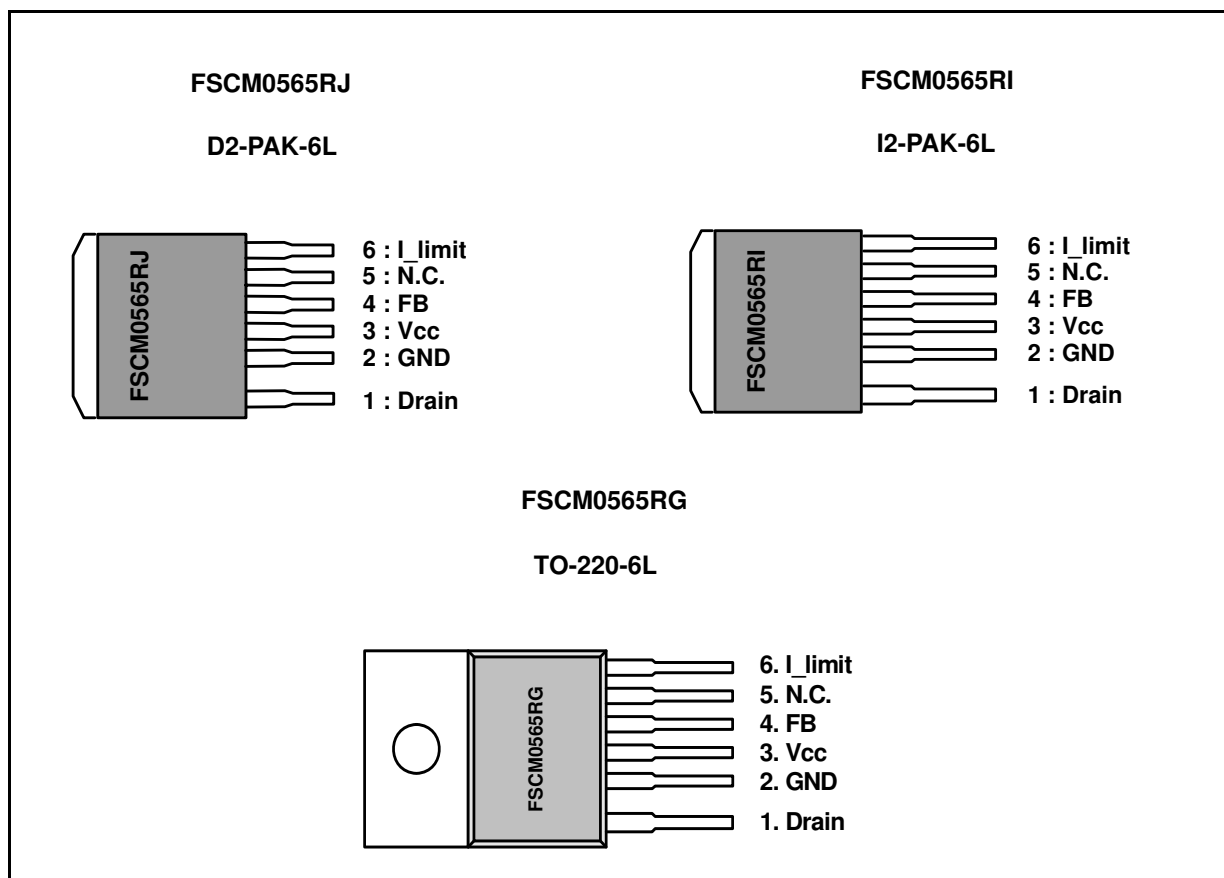 FSCM0565RJ
D2-PAK-6L
FSCM0565RJ
6 : I_limit
5 : N.C.
4 : FB
3 : Vcc
2 : GND
1 : Drain
FSCM0565RI
I2-PAK-6L
FSCM0565RI
6 : I_limit
5 : N.C.
4 : FB
3 : Vcc
2 : GND
1 : Drain
FSCM0565RG
TO-220-6L
FSCM0565RG
6. I_limit
5. N.C.
4. FB
3. Vcc
2. GND
1. Drain